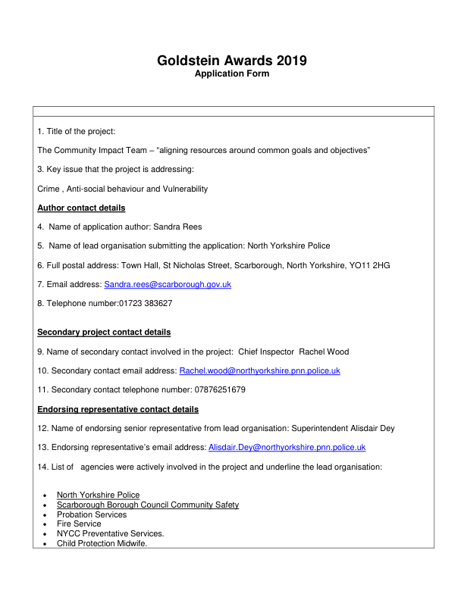 Goldstein Awards 2019
Application Form
1. Title of the project:
The Community Impact Team – “aligning resources around common goals and objectives”
3. Key issue that the project is addressing:
Crime , Anti-social behaviour and Vulnerability
Author contact details
4.  Name of application author: Sandra Rees
5.  Name of lead organisation submitting the application: North Yorkshire Police
6. Full postal address: Town Hall, St Nicholas Street, Scarborough, North Yorkshire, YO11 2HG
7. Email address: Sandra.rees@scarborough.gov.uk
8. Telephone number:01723 383627
Secondary project contact details
9. Name of secondary contact involved in the project:  Chief Inspector  Rachel Wood
10. Secondary contact email address: Rachel.wood@northyorkshire.pnn.police.uk
11. Secondary contact telephone number: 07876251679
Endorsing representative contact details
12. Name of endorsing senior representative from lead organisation: Superintendent Alisdair Dey
13. Endorsing representative’s email address: Alisdair.Dey@northyorkshire.pnn.police.uk
14. List of   agencies were actively involved in the project and underline the lead organisation:
• North Yorkshire Police
• Scarborough Borough Council Community Safety
• Probation Services
• Fire Service
• NYCC Preventative Services.
• Child Protection Midwife.